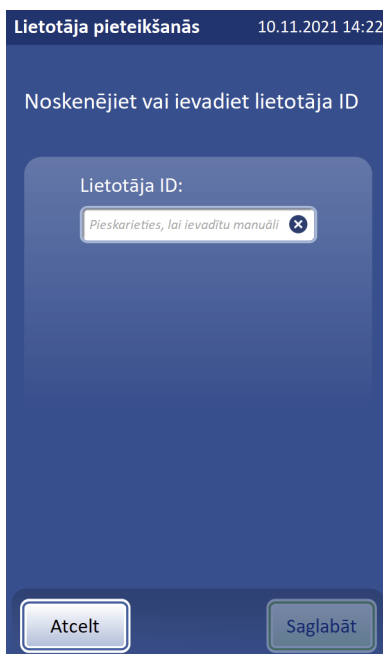 Lietotāja pieteikšanās 10.11.2021 14:22
Noskenējiet vai ievadiet lietotāja ID
Lietotāja ID:
Pieskarieties, lai ievadītu manuāli
Atcelt Saglabāt